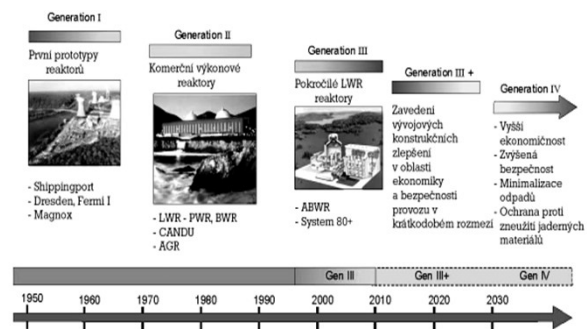 Generation I
První prototypy
reaktorů
- Shippingport
- Dresden, Fermi I
- Magnox
Generation II
Komerční výkonové
reaktory
- LWR - PWR, BWR
- CANDU
- AGR
Generation III
Pokročilé LWR
reaktory
- ABWR
- System 80+
Generation III +
Zavedení
vývojových
konstrukčních
zlepšení
v oblasti
ekonomiky
a bezpečnosti
provozu v
krátkodobém rozmezí
Generation IV
- Vyšší
ekonomičnost
- Zvýšená
bezpečnost
- Minimalizace
odpadů
- Ochrana proti
zneužití jaderných
materiálů
Gen III Gen III+ Gen IV
1950 1960 1970 1980 1990 2000 2010 2020 2030